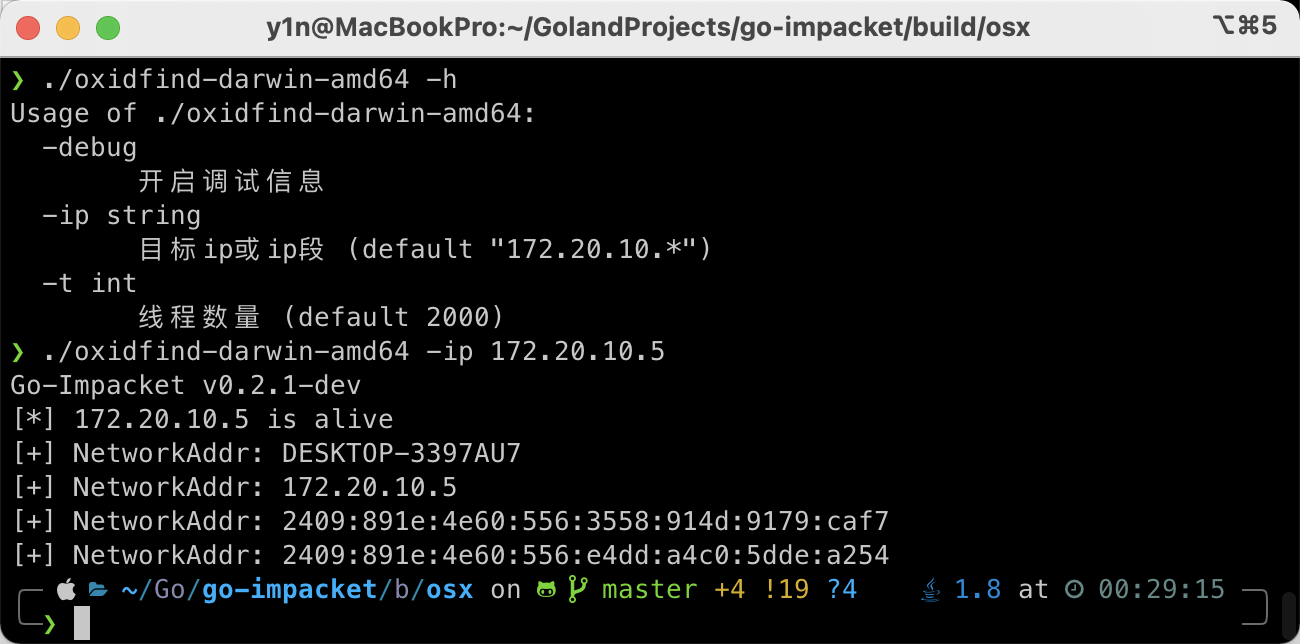 y1n@MacBookPro:~/GolandProjects/go-impacket/build/osx ⌥⌘5
❯ ./oxidfind-darwin-amd64 -h
Usage of ./oxidfind-darwin-amd64:
  -debug
        开启调试信息
  -ip string
        目标ip或ip段 (default "172.20.10.*")
  -t int
        线程数量 (default 2000)
❯ ./oxidfind-darwin-amd64 -ip 172.20.10.5
Go-Impacket v0.2.1-dev
[*] 172.20.10.5 is alive
[+] NetworkAddr: DESKTOP-3397AU7
[+] NetworkAddr: 172.20.10.5
[+] NetworkAddr: 2409:891e:4e60:556:3558:914d:9179:caf7
[+] NetworkAddr: 2409:891e:4e60:556:e4dd:a4c0:5dde:a254
~/Go/go-impacket/b/osx on master +4 !19 ?4 1.8 at 00:29:15
❯